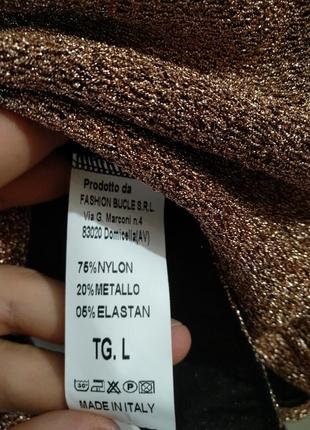 Prodotto da
FASHION BUCLE S.R.L
Via G. Marconi n.4
83020 Domicella(AV)
75%NYLON
20%METALLO
05%ELASTAN
TG. L
30°
MADE IN ITALY